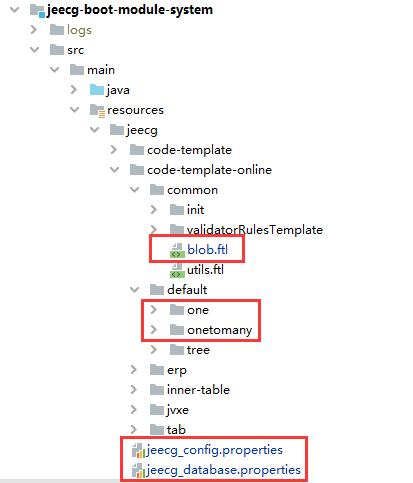 jeecg-boot-module-system
logs
src
main
java
resources
jeecg
code-template
code-template-online
common
init
validatorRulesTemplate
blob.ftl
utils.ftl
default
one
onetomany
tree
erp
inner-table
jvxe
tab
jeecg_config.properties
jeecg_database.properties